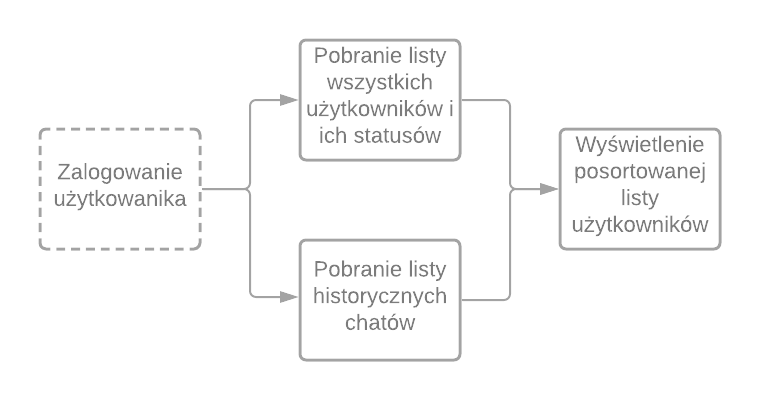 Zalogowanie
użytkowanika
Pobranie listy
wszystkich
użytkowników i
ich statusów
Pobranie listy
historycznych
chatów
Wyświetlenie
posortowanej
listy
użytkowników